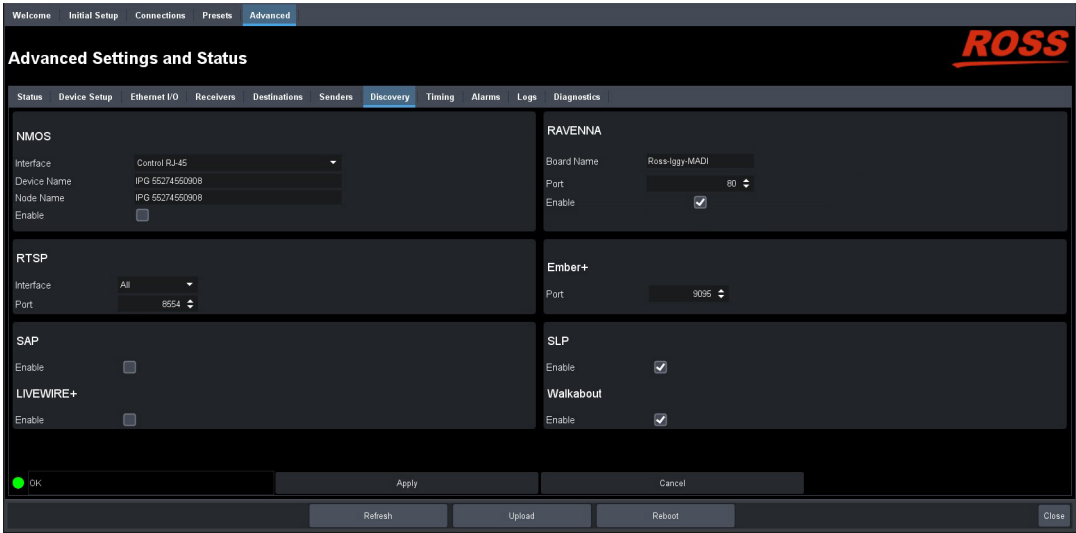 Welcome Initial Setup Connections Presets Advanced
Advanced Settings and Status
ROSS
Status Device Setup Ethernet I/O Receivers Destinations Senders Discovery Timing Alarms Logs Diagnostics
NMOS
Interface Control RJ-45
Device Name IPG 55274550908
Node Name IPG 55274550908
Enable
RAVENNA
Board Name Ross-Iggy-MADI
Port 80
Enable
RTSP
Interface All
Port 8554
Ember+
Port 9095
SAP
Enable
LIVEWIRE+
Enable
SLP
Enable
Walkabout
Enable
OK Apply Cancel
Refresh Upload Reboot Close